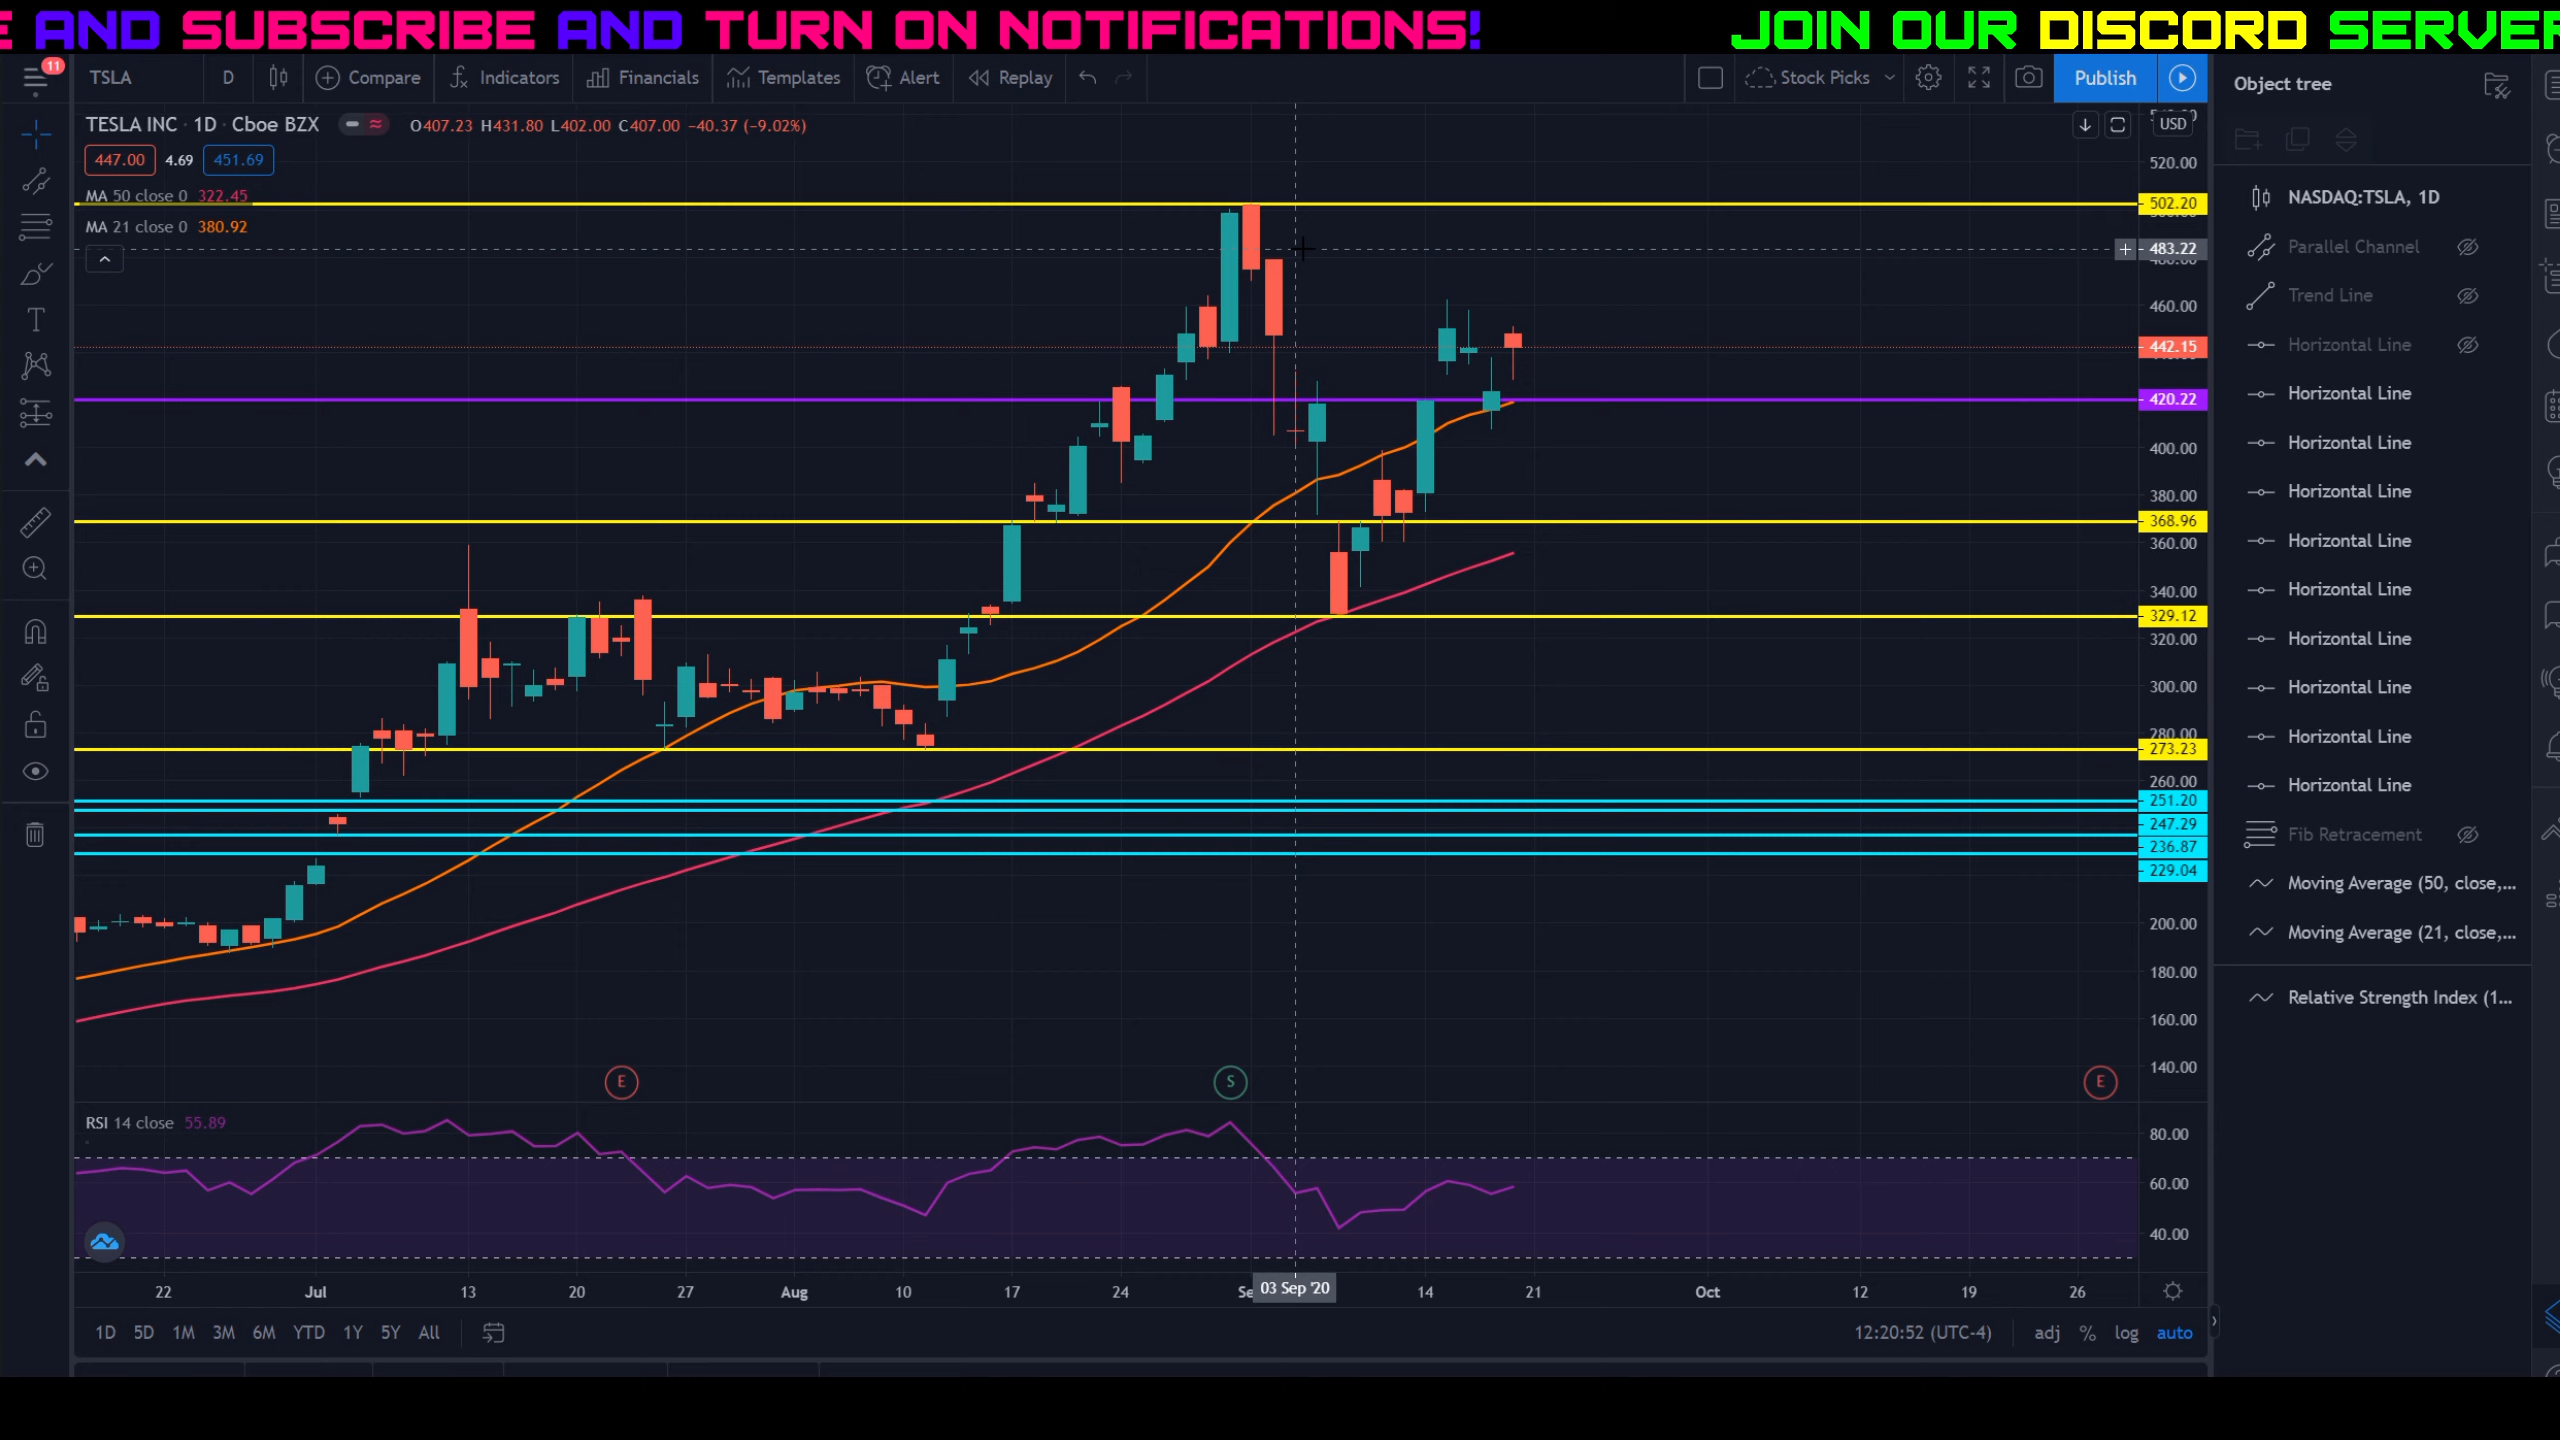 E AND SUBSCRIBE AND TURN ON NOTIFICATIONS! JOIN OUR DISCORD SERVER
11
TSLA D Compare Indicators Financials Templates Alert Replay Stock Picks Publish
Object tree
TESLA INC · 1D · Cboe BZX O407.23 H431.80 L402.00 C407.00 −40.37 (−9.02%)
USD
447.00 4.69 451.69
MA 50 close 0 322.45
MA 21 close 0 380.92
520.00
502.20
483.22
460.00
442.15
420.22
400.00
380.00
368.96
360.00
340.00
329.12
320.00
300.00
280.00
273.23
260.00
251.20
247.29
236.87
229.04
200.00
180.00
160.00
140.00
NASDAQ:TSLA, 1D
Parallel Channel
Trend Line
Horizontal Line
Horizontal Line
Horizontal Line
Horizontal Line
Horizontal Line
Horizontal Line
Horizontal Line
Horizontal Line
Horizontal Line
Horizontal Line
Fib Retracement
Moving Average (50, close,...
Moving Average (21, close,...
Relative Strength Index (1...
E S E
RSI 14 close 55.89
80.00
60.00
40.00
22 Jul 13 20 27 Aug 10 17 24 Se 03 Sep '20 14 21 Oct 12 19 26
1D 5D 1M 3M 6M YTD 1Y 5Y All 12:20:52 (UTC-4) adj % log auto